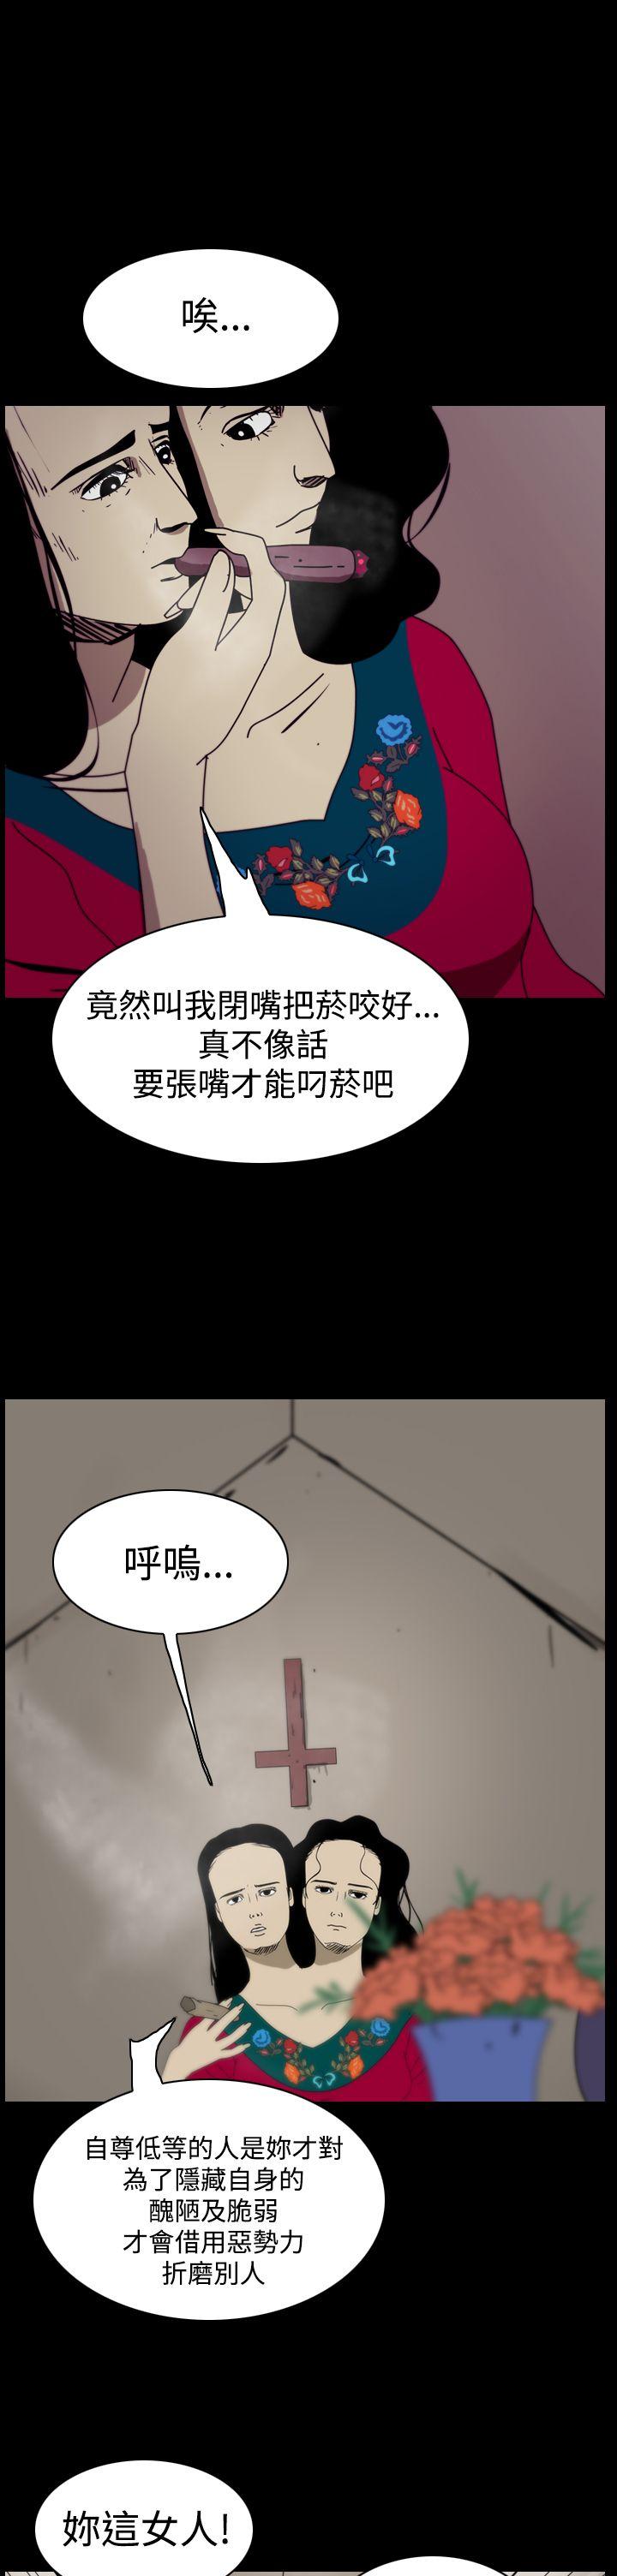 唉...
竟然叫我閉嘴把菸咬好...
真不像話
要張嘴才能叼菸吧
呼嗚...
自尊低等的人是妳才對
為了隱藏自身的
醜陋及脆弱
才會借用惡勢力
折磨別人
妳這女人!